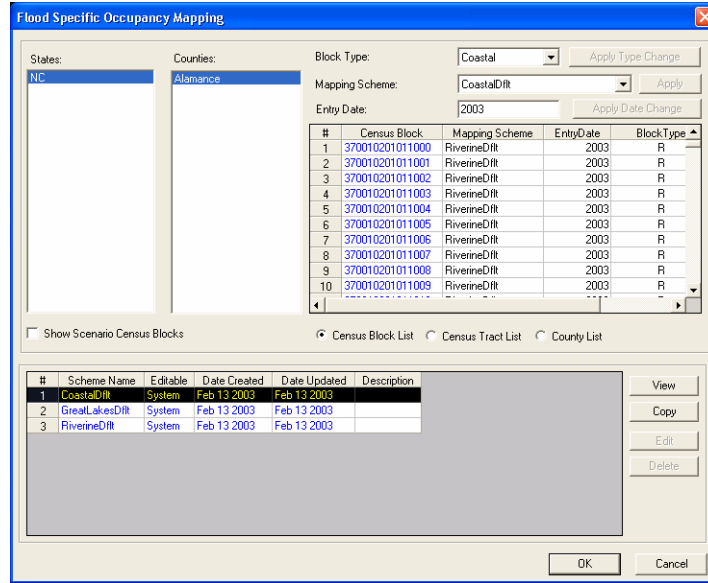 Flood Specific Occupancy Mapping
States:
NC
Counties:
Alamance
Block Type: Coastal Apply Type Change
Mapping Scheme: CoastalDflt Apply
Entry Date: 2003 Apply Date Change
# Census Block Mapping Scheme EntryDate BlockType
1 370010201011000 RiverineDflt 2003 R
2 370010201011001 RiverineDflt 2003 R
3 370010201011002 RiverineDflt 2003 R
4 370010201011003 RiverineDflt 2003 R
5 370010201011004 RiverineDflt 2003 R
6 370010201011005 RiverineDflt 2003 R
7 370010201011006 RiverineDflt 2003 R
8 370010201011007 RiverineDflt 2003 R
9 370010201011008 RiverineDflt 2003 R
10 370010201011009 RiverineDflt 2003 R
Show Scenario Census Blocks
Census Block List Census Tract List County List
# Scheme Name Editable Date Created Date Updated Description
1 CoastalDflt System Feb 13 2003 Feb 13 2003
2 GreatLakesDflt System Feb 13 2003 Feb 13 2003
3 RiverineDflt System Feb 13 2003 Feb 13 2003
View
Copy
Edit
Delete
OK Cancel